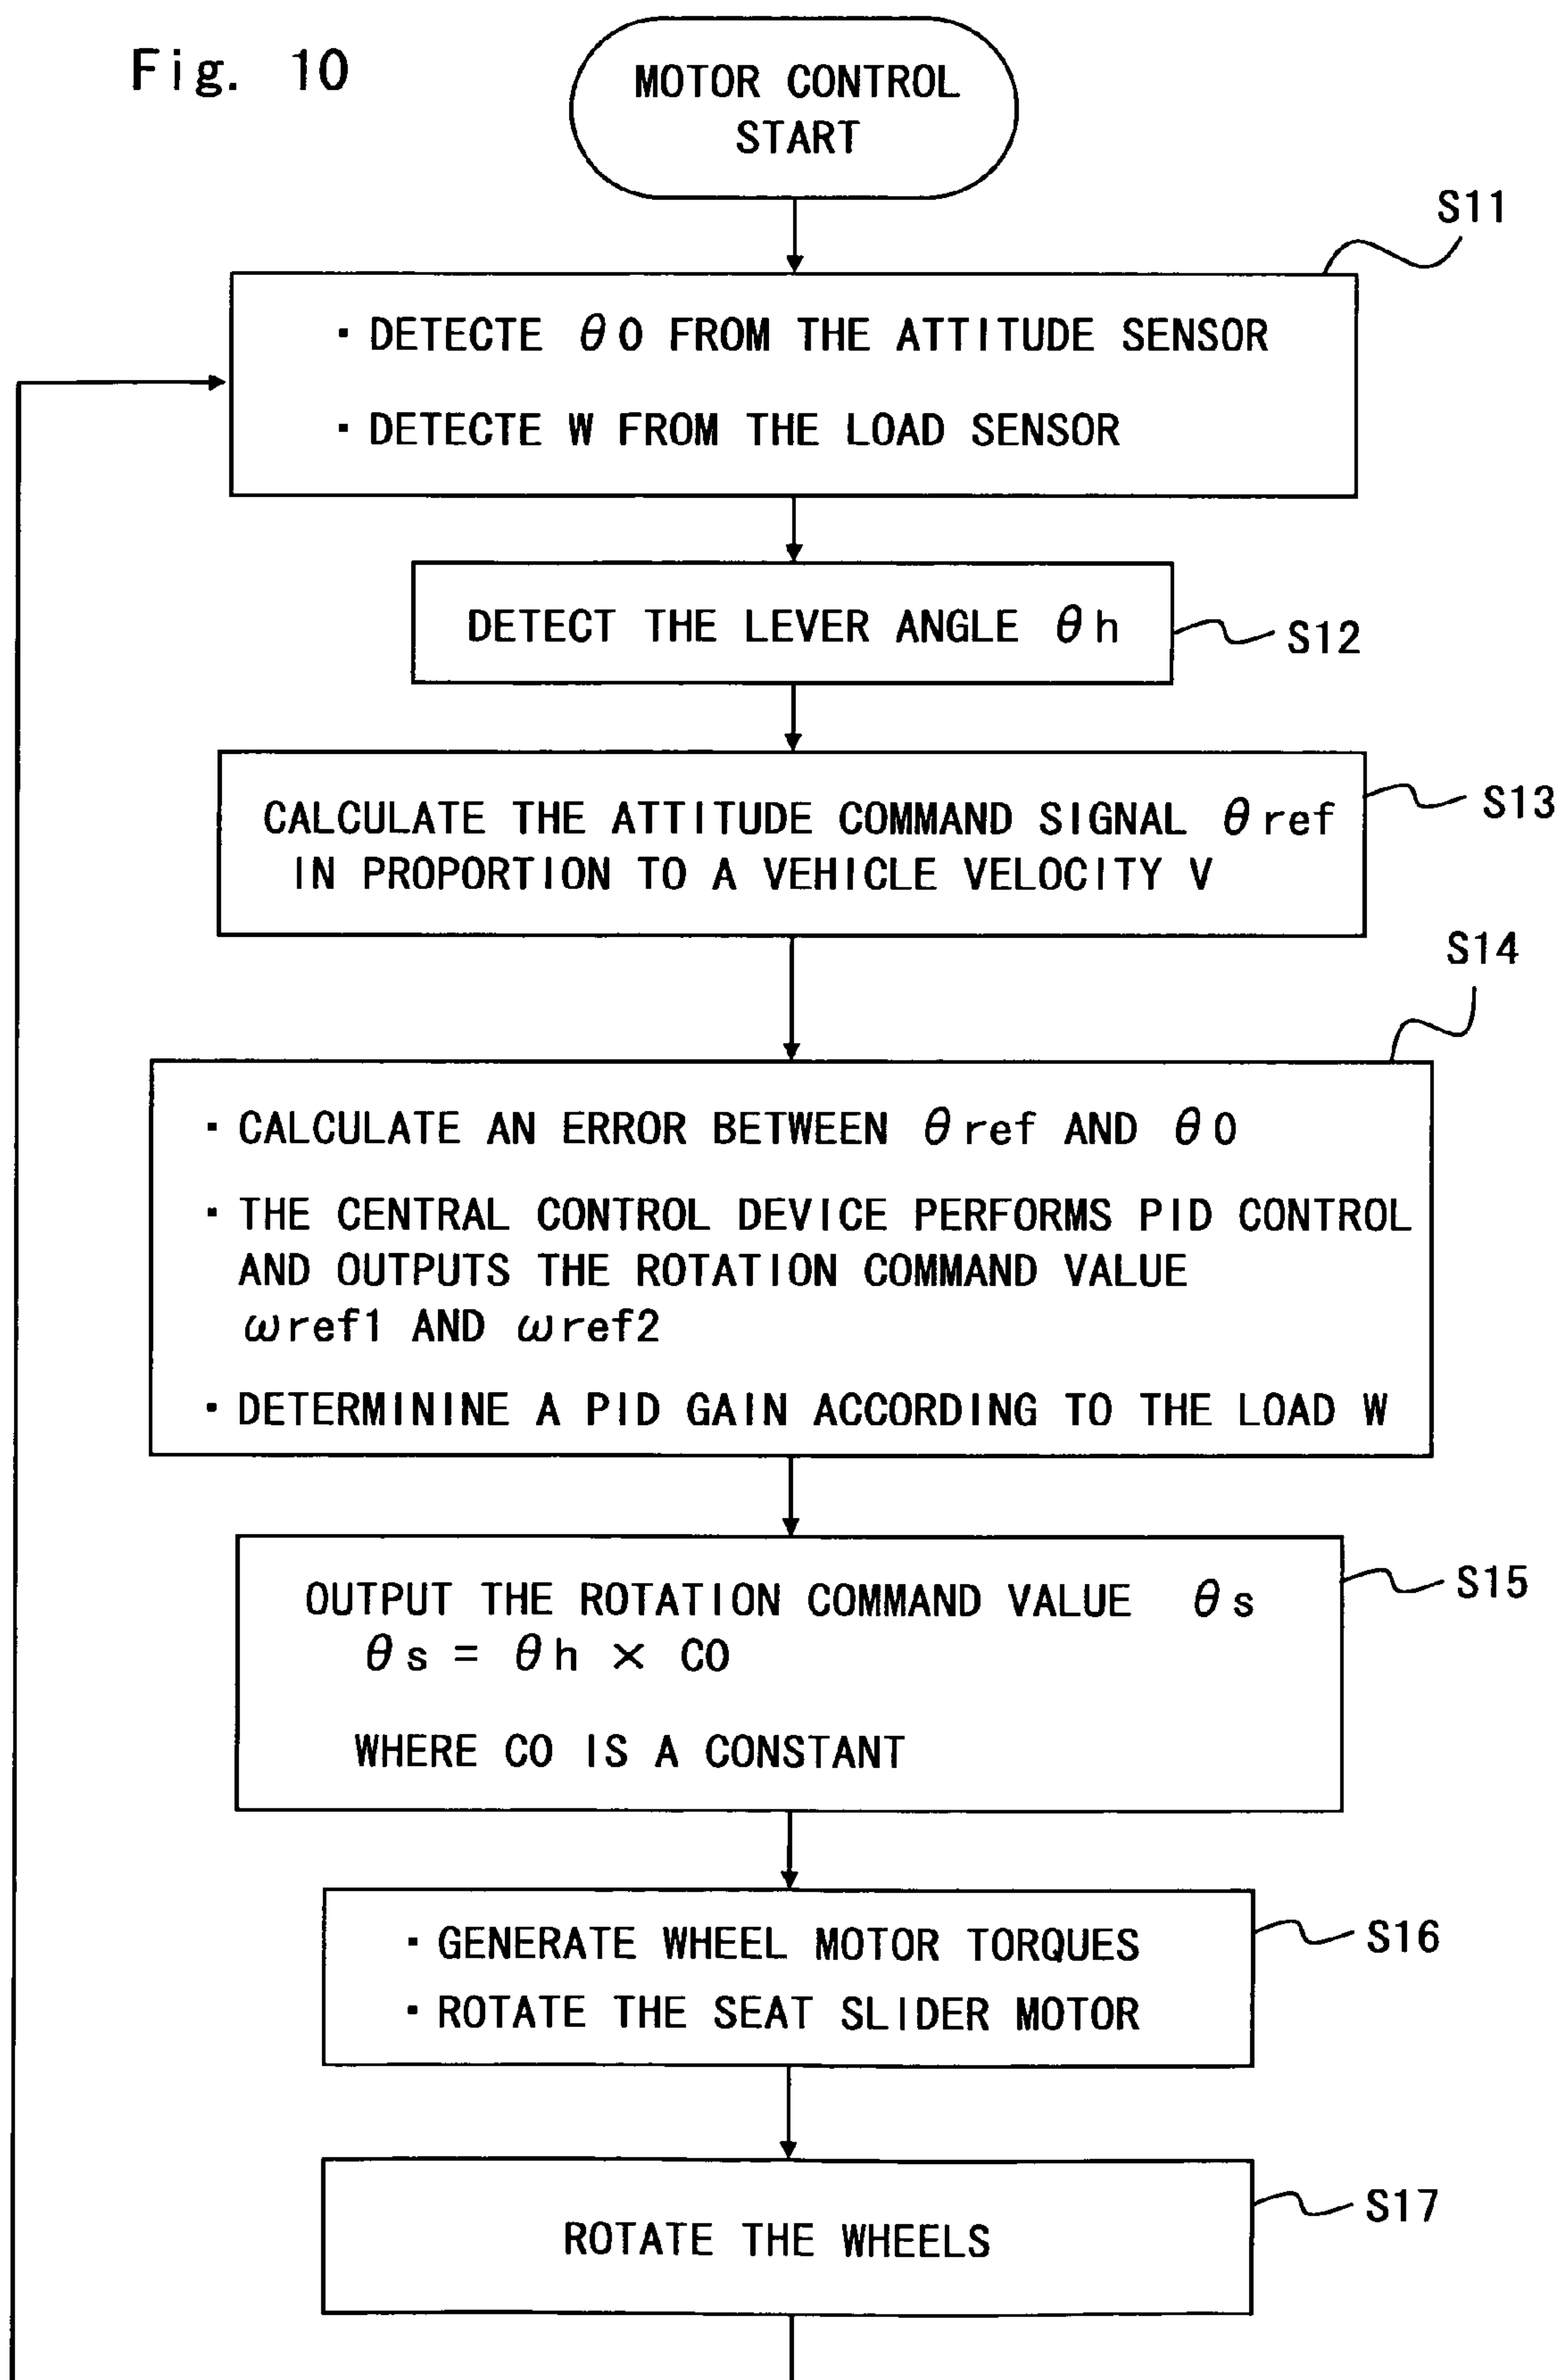 Fig. 10
MOTOR CONTROL
START
S11
・DETECTE θ0 FROM THE ATTITUDE SENSOR
・DETECTE W FROM THE LOAD SENSOR
DETECT THE LEVER ANGLE θh
S12
CALCULATE THE ATTITUDE COMMAND SIGNAL θref
IN PROPORTION TO A VEHICLE VELOCITY V
S13
S14
・CALCULATE AN ERROR BETWEEN θref AND θ0
・THE CENTRAL CONTROL DEVICE PERFORMS PID CONTROL
AND OUTPUTS THE ROTATION COMMAND VALUE
ωref1 AND ωref2
・DETERMININE A PID GAIN ACCORDING TO THE LOAD W
OUTPUT THE ROTATION COMMAND VALUE θs
θs = θh × C0
WHERE C0 IS A CONSTANT
S15
・GENERATE WHEEL MOTOR TORQUES
・ROTATE THE SEAT SLIDER MOTOR
S16
ROTATE THE WHEELS
S17